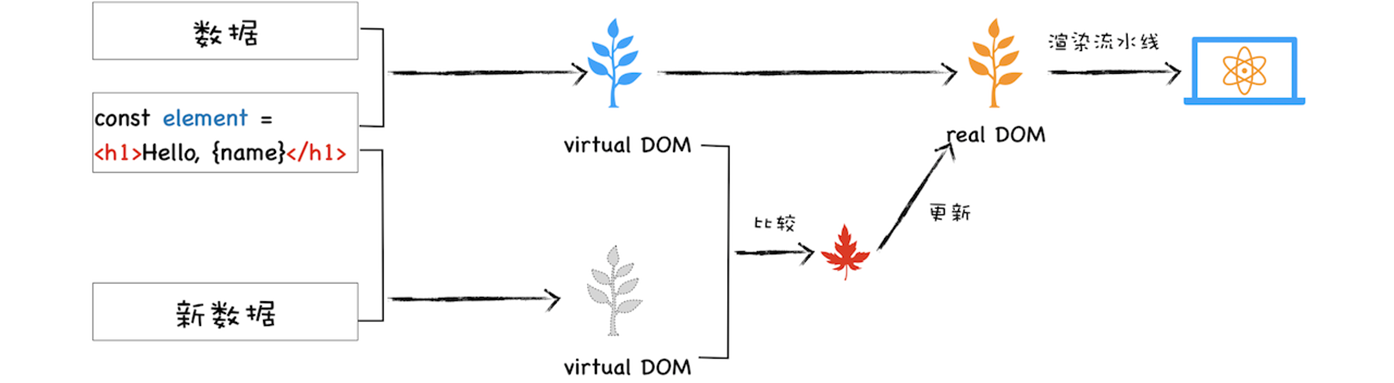 数据
const element =
<h1>Hello, {name}</h1>
新数据
virtual DOM
virtual DOM
比较
更新
real DOM
渲染流水线